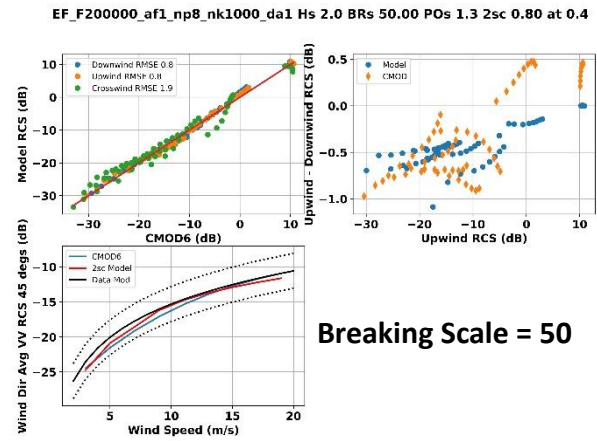 EF_F200000_af1_np8_nk1000_da1 Hs 2.0 BRs 50.00 POs 1.3 2sc 0.80 at 0.4
Model RCS (dB)
10
0
−10
−20
−30
Downwind RMSE 0.8
Upwind RMSE 0.8
Crosswind RMSE 1.9
−30 −20 −10 0 10
CMOD6 (dB)
Upwind - Downwind RCS (dB)
0.5
0.0
−0.5
−1.0
Model
CMOD
−30 −20 −10 0 10
Upwind RCS (dB)
Wind Dir Avg VV RCS 45 degs (dB)
−10
−15
−20
−25
CMOD6
2sc Model
Data Mod
5 10 15 20
Wind Speed (m/s)
Breaking Scale = 50